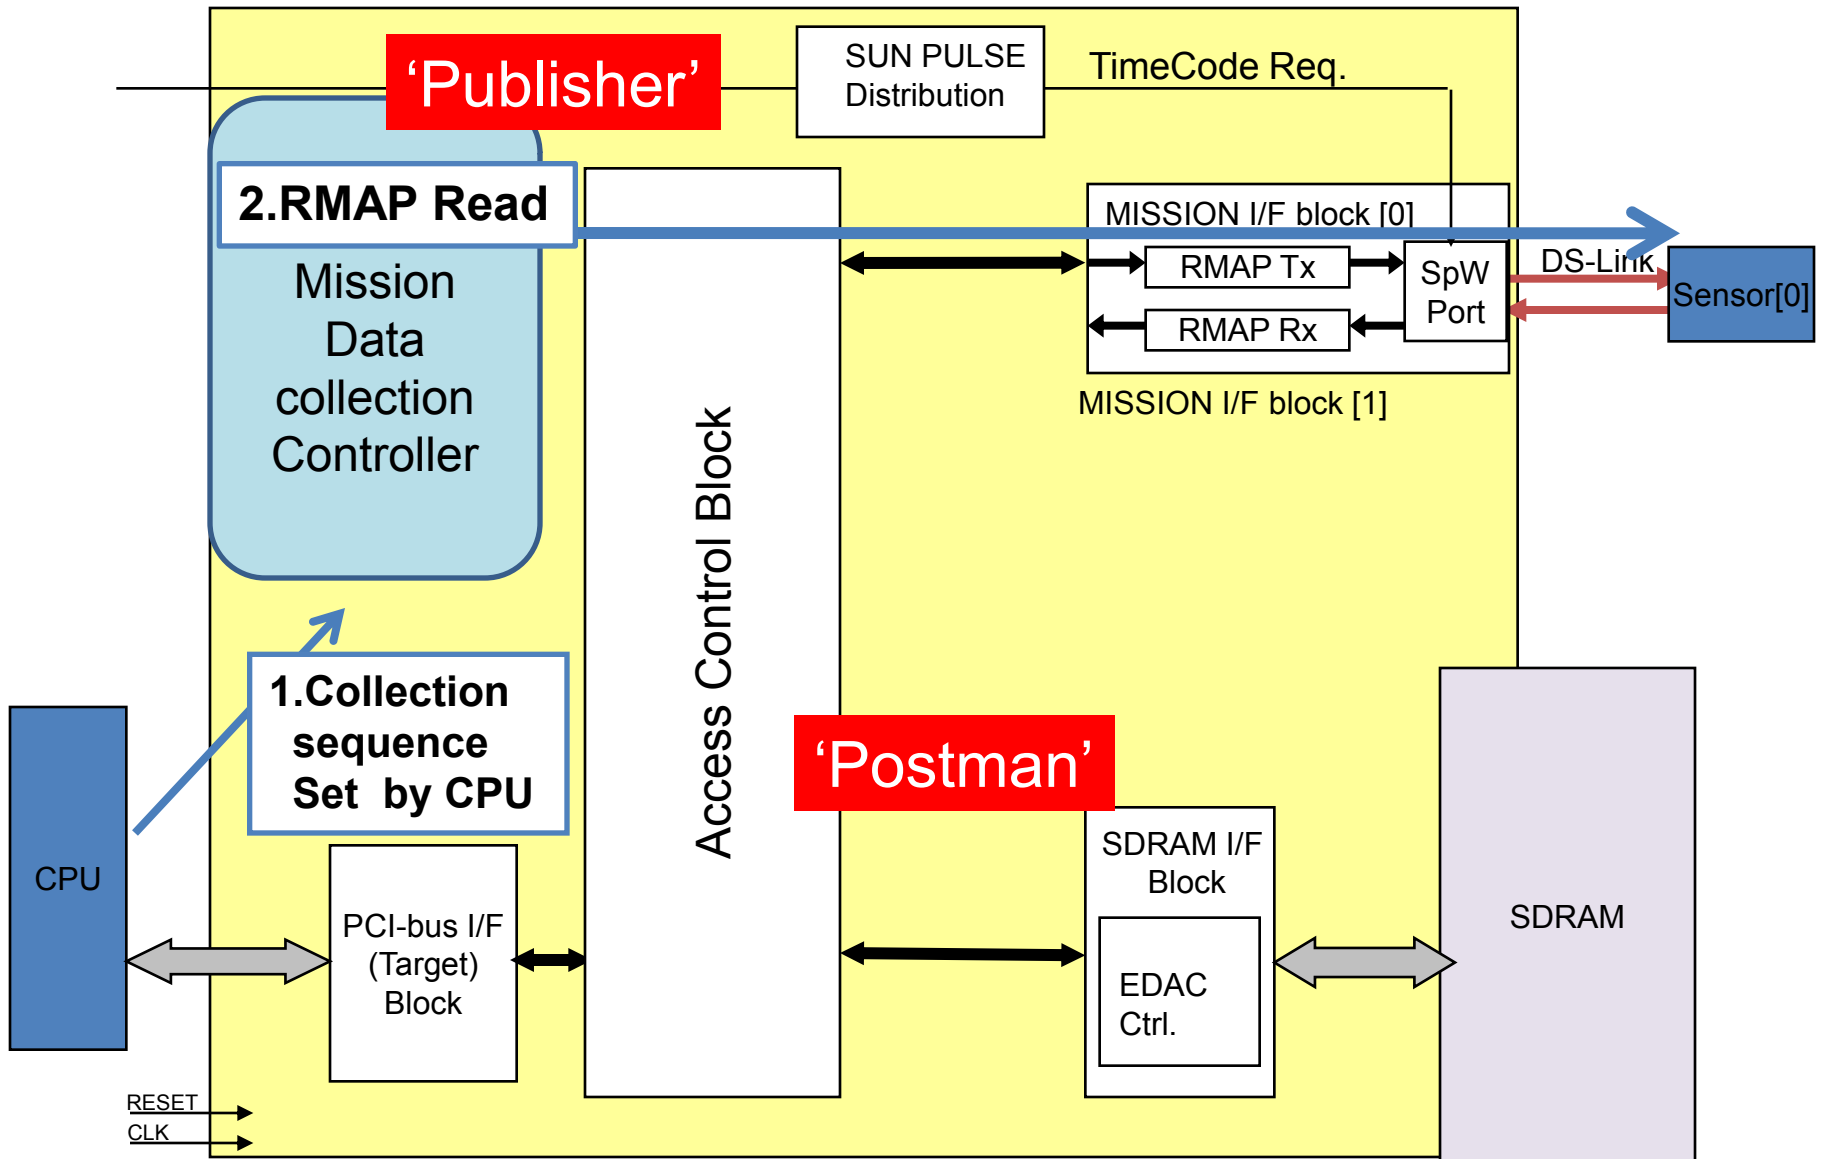 ‘Publisher’
SUN PULSE
Distribution
TimeCode Req.
2.RMAP Read
Mission
Data
collection
Controller
Access Control Block
MISSION I/F block [0]
RMAP Tx
RMAP Rx
SpW
Port
DS-Link
Sensor[0]
MISSION I/F block [1]
1.Collection
sequence
Set by CPU
‘Postman’
CPU
PCI-bus I/F
(Target)
Block
SDRAM I/F
Block
EDAC
Ctrl.
SDRAM
RESET
CLK